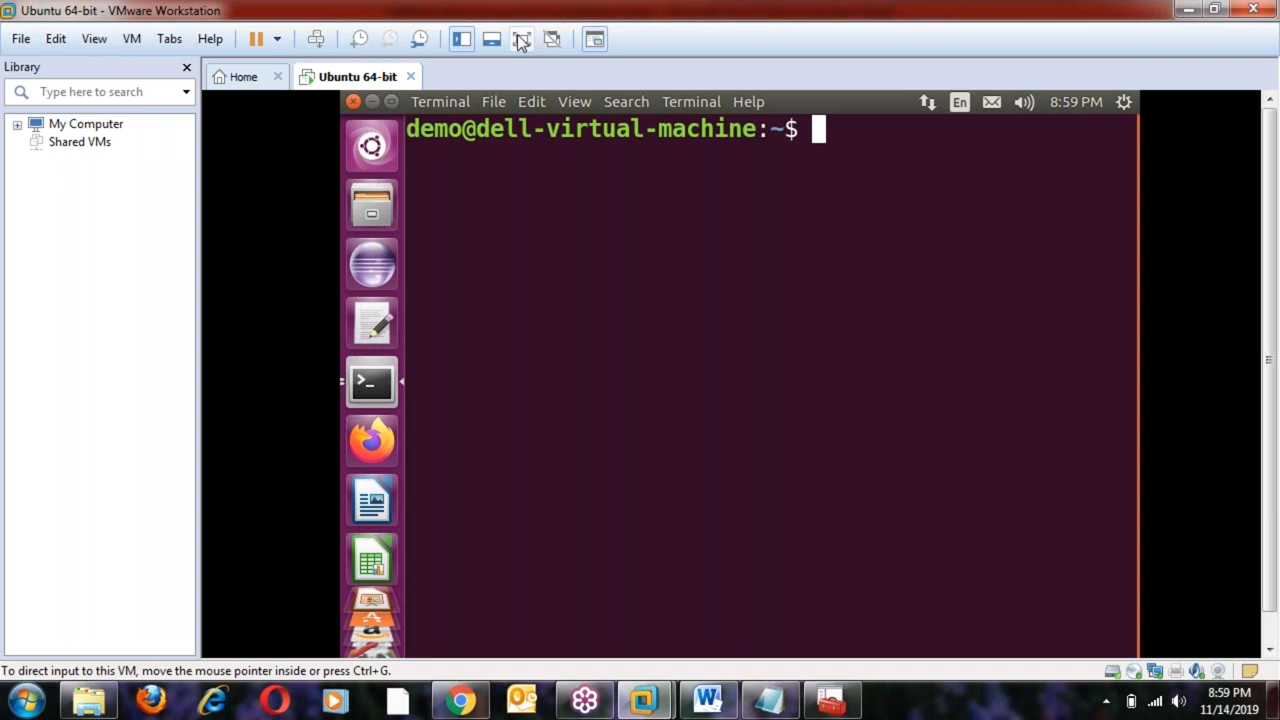 Ubuntu 64-bit - VMware Workstation
File Edit View VM Tabs Help
Library
Type here to search
My Computer
Shared VMs
Home
Ubuntu 64-bit
Terminal File Edit View Search Terminal Help
En
8:59 PM
demo@dell-virtual-machine:~$
To direct input to this VM, move the mouse pointer inside or press Ctrl+G.
8:59 PM
11/14/2019